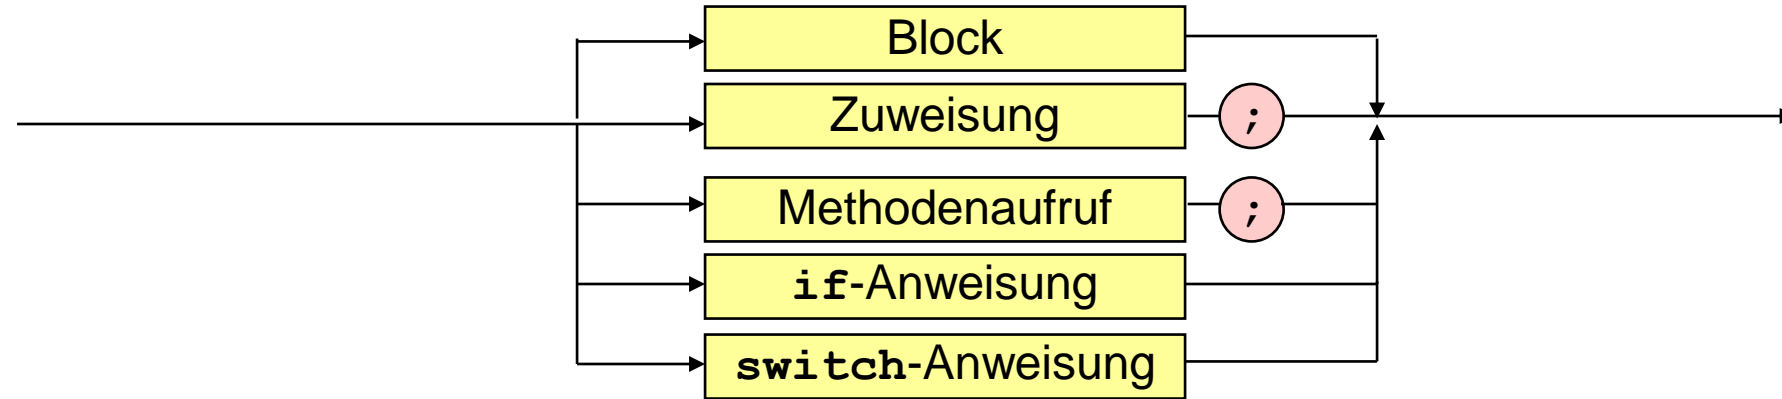 Block
Zuweisung ;
Methodenaufruf ;
if-Anweisung
switch-Anweisung